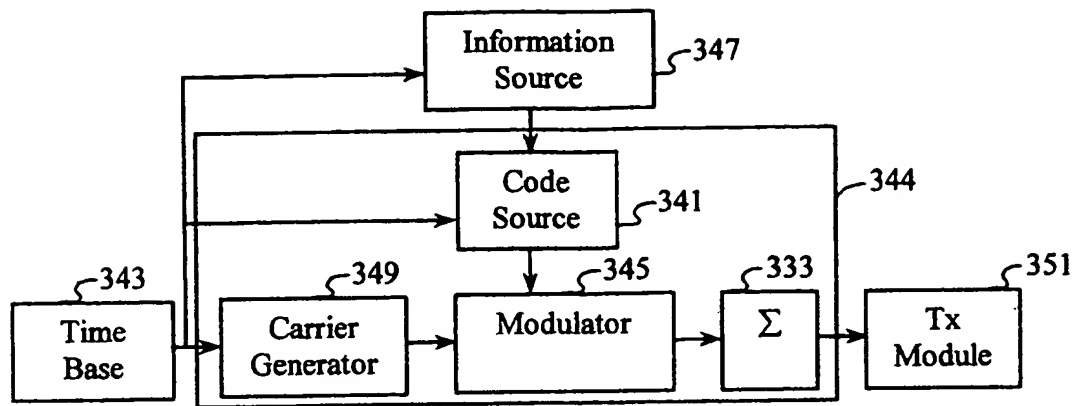 Information
Source
347
Code
Source
341
344
343
Time
Base
349
Carrier
Generator
345
Modulator
333
Σ
351
Tx
Module